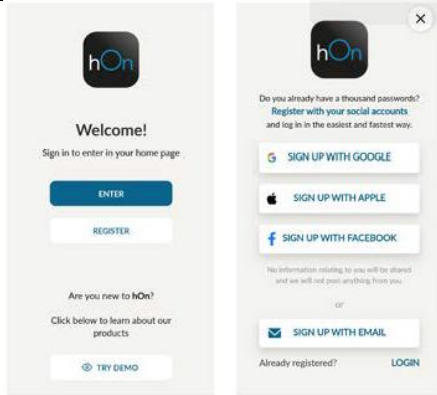 hOn
Welcome!
Sign in to enter in your home page
ENTER
REGISTER
Are you new to hOn?
Click below to learn about our
products
TRY DEMO
hOn
Do you already have a thousand passwords?
Register with your social accounts
and log in in the easiest and fastest way.
SIGN UP WITH GOOGLE
SIGN UP WITH APPLE
SIGN UP WITH FACEBOOK
No information relating to you will be shared
and we will not post anything from you
or
SIGN UP WITH EMAIL
Already registered?
LOGIN